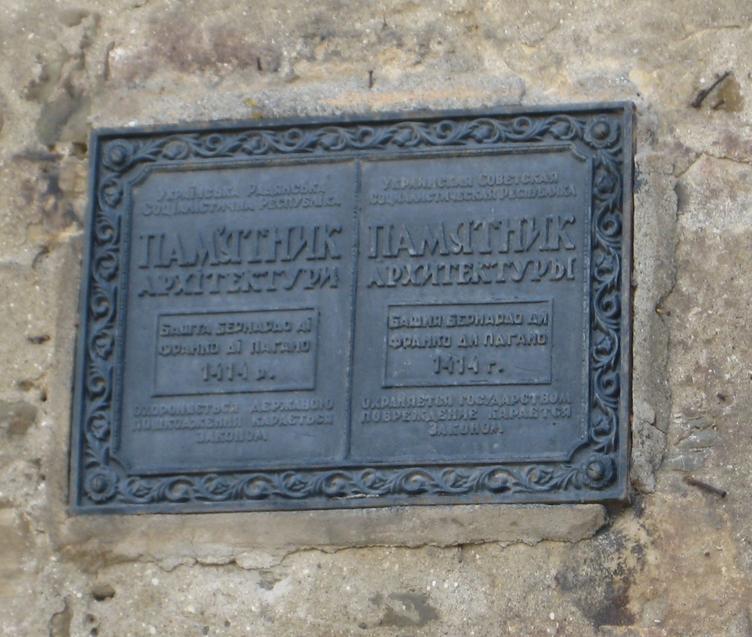 Українська Радянська
Соціалістична Республіка
ПАМ'ЯТНИК
АРХІТЕКТУРИ
БАШТА БЕРНАРДО ДІ
ФРАНКО ДІ ПАГАНО
1414 р.
ОХОРОНЯЄТЬСЯ ДЕРЖАВОЮ
ПОШКОДЖЕННЯ КАРАЄТЬСЯ
ЗАКОНОМ
Украинская Советская
Социалистическая Республика
ПАМЯТНИК
АРХИТЕКТУРЫ
БАШНЯ БЕРНАРДО ДИ
ФРАНКО ДИ ПАГАНО
1414 г.
ОХРАНЯЕТСЯ ГОСУДАРСТВОМ
ПОВРЕЖДЕНИЕ КАРАЕТСЯ
ЗАКОНОМ